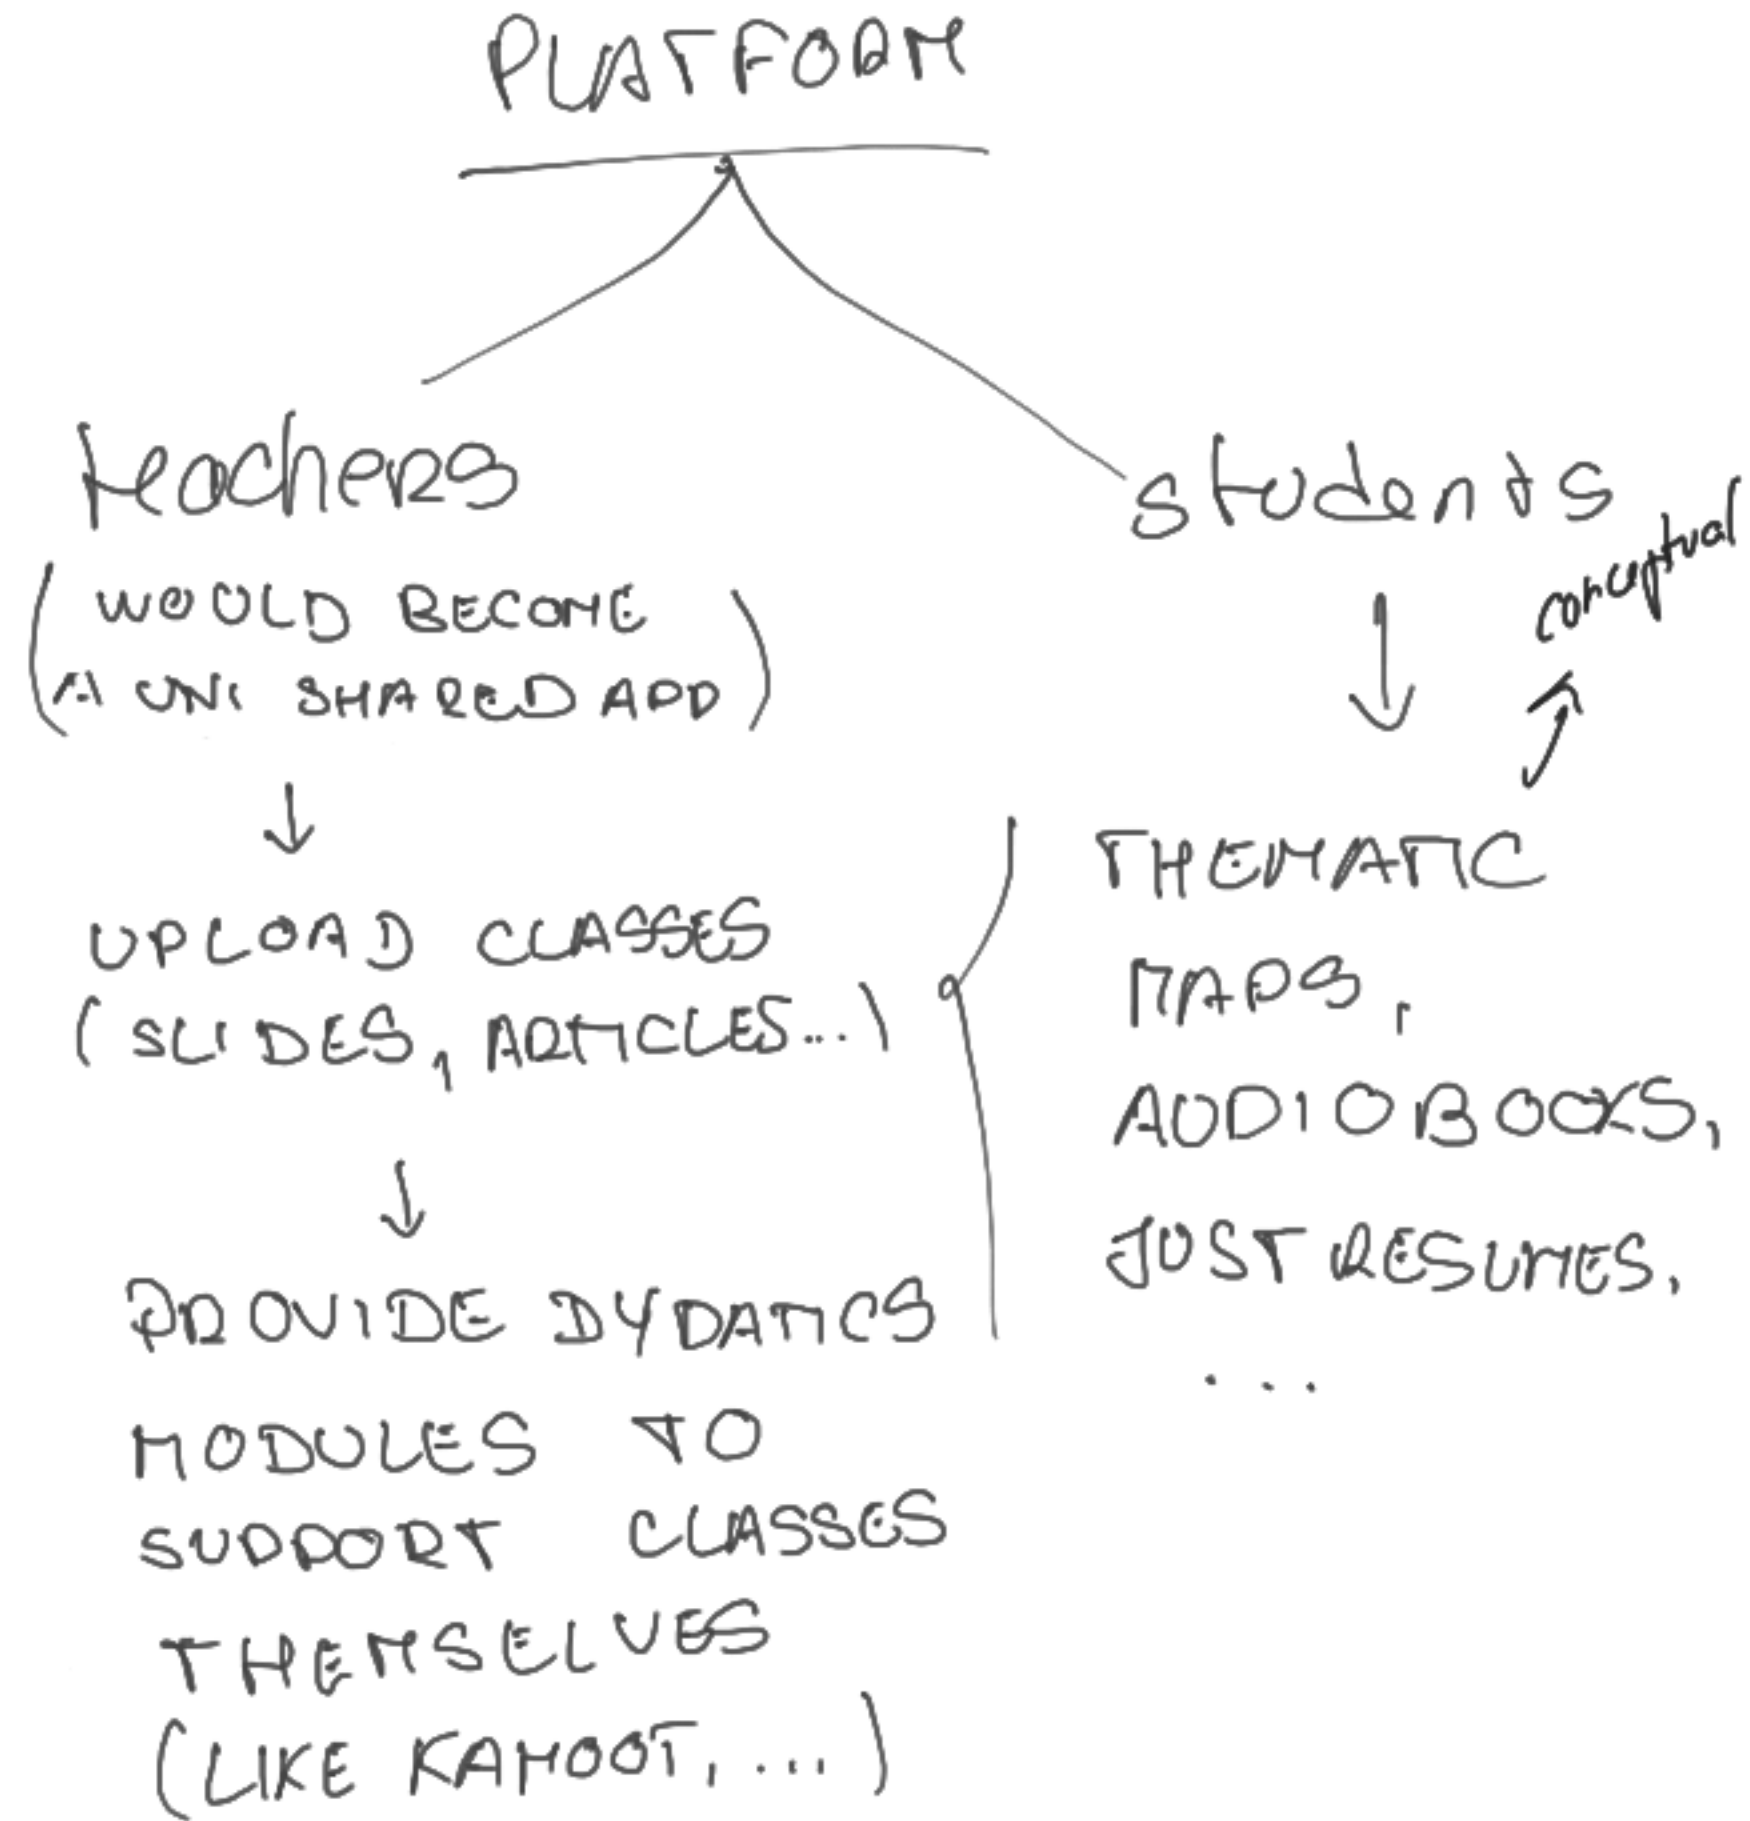 PLATFORM
teachers
(WOULD BECOME
A UNI SHARED APP)
UPLOAD CLASSES
(SLIDES, ARTICLES...)
PROVIDE DYDATICS
MODULES TO
SUPPORT CLASSES
THEMSELVES
(LIKE KAHOOT, ...)
students
conceptual
THEMATIC
MAPS,
AUDIOBOOKS,
JUST RESUMES,
...